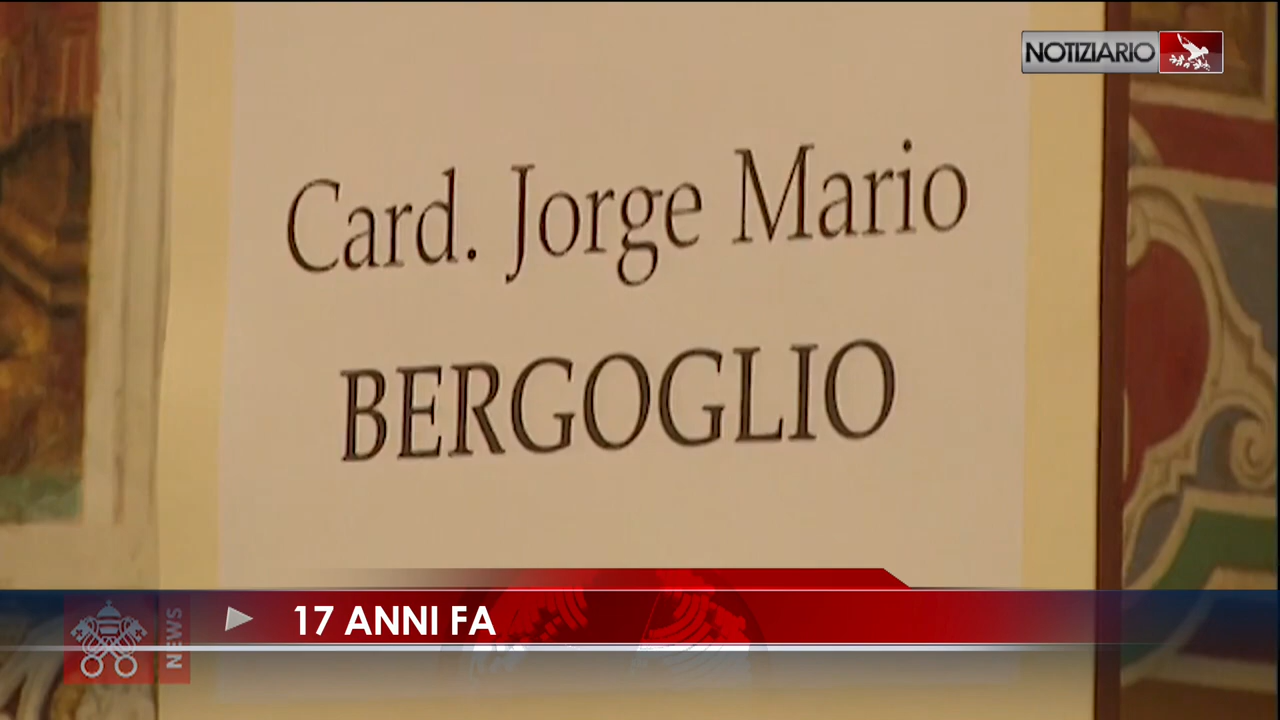 NOTIZIARIO
Card. Jorge Mario
BERGOGLIO
17 ANNI FA
NEWS